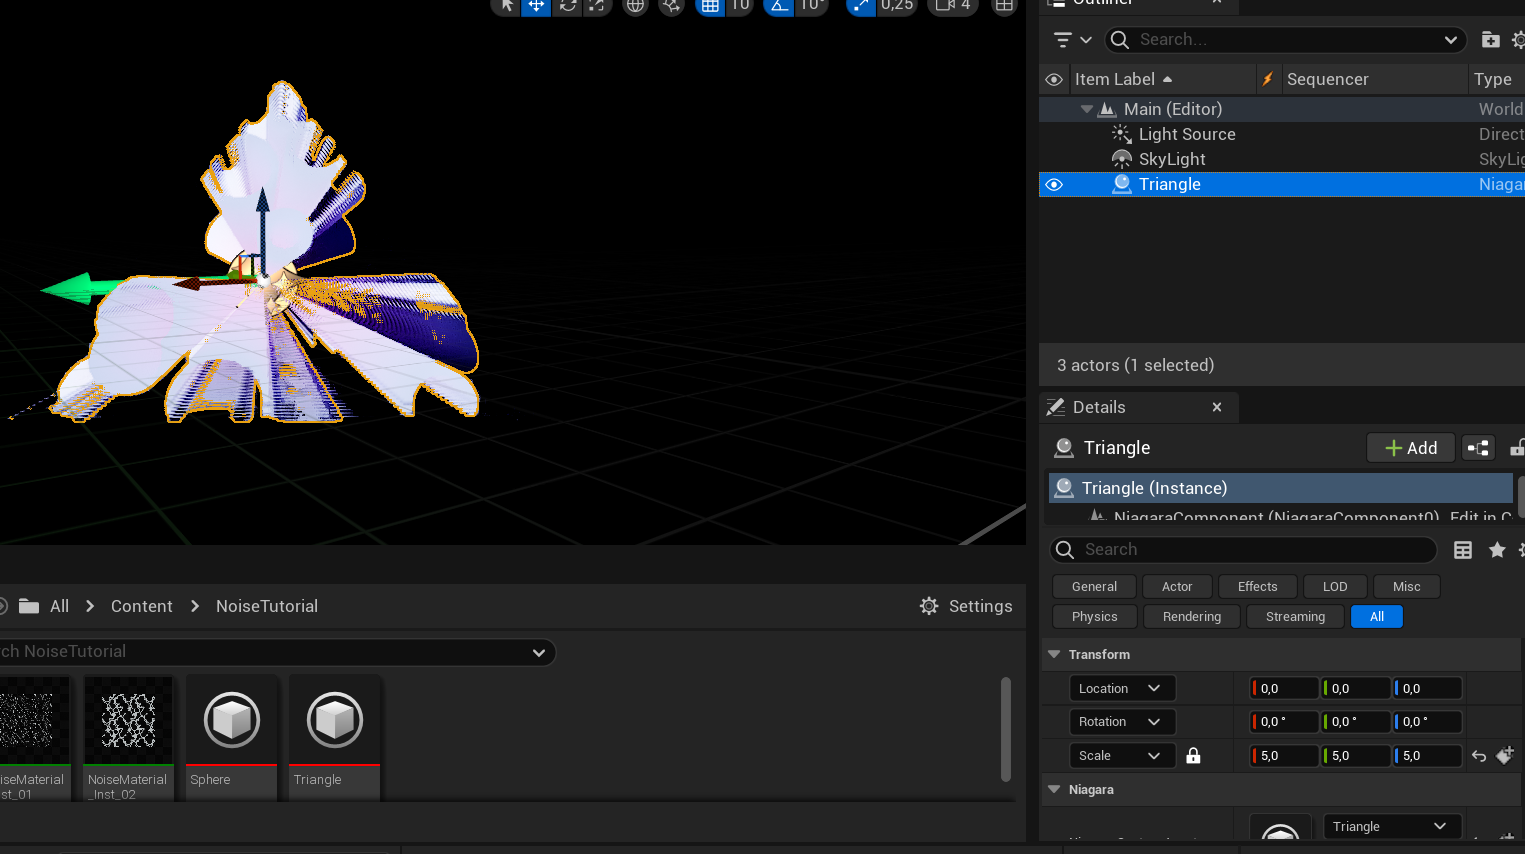 10
10°
0,25
4
Outliner
Search...
Item Label
Sequencer
Type
Main (Editor)
World
Light Source
Direct
SkyLight
SkyLig
Triangle
Niagar
3 actors (1 selected)
Details
Triangle
Add
Triangle (Instance)
NiagaraComponent (NiagaraComponent0)
Edit in C
Search
General
Actor
Effects
LOD
Misc
Physics
Rendering
Streaming
All
Transform
Location
0,0
0,0
0,0
Rotation
0,0 °
0,0 °
0,0 °
Scale
5,0
5,0
5,0
Niagara
Triangle
All
Content
NoiseTutorial
Settings
ch NoiseTutorial
iseMaterial
nst_01
NoiseMaterial
_Inst_02
Sphere
Triangle